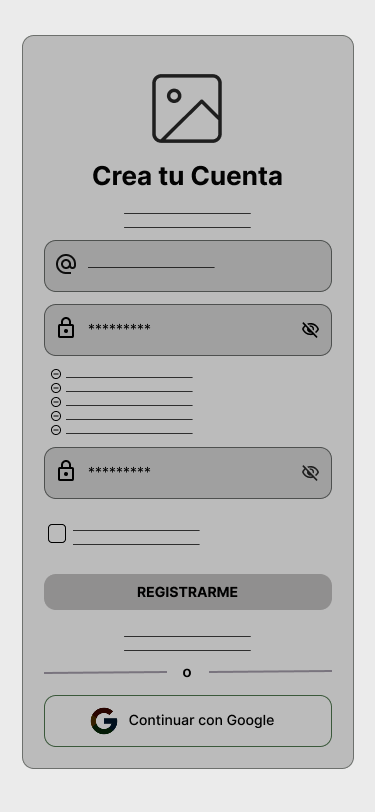 Crea tu Cuenta
*********
*********
REGISTRARME
o
Continuar con Google